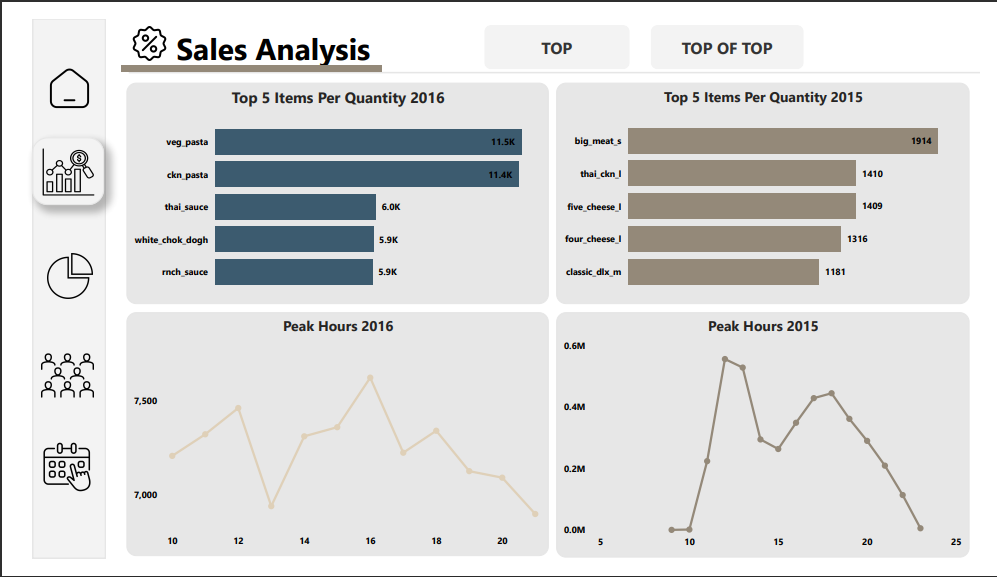 Sales Analysis
TOP
TOP OF TOP
Top 5 Items Per Quantity 2016
veg_pasta 11.5K
ckn_pasta 11.4K
thai_sauce 6.0K
white_chok_dogh 5.9K
rnch_sauce 5.9K
Top 5 Items Per Quantity 2015
big_meat_s 1914
thai_ckn_l 1410
five_cheese_l 1409
four_cheese_l 1316
classic_dlx_m 1181
Peak Hours 2016
7,500
7,000
10 12 14 16 18 20
Peak Hours 2015
0.6M
0.4M
0.2M
0.0M
5 10 15 20 25